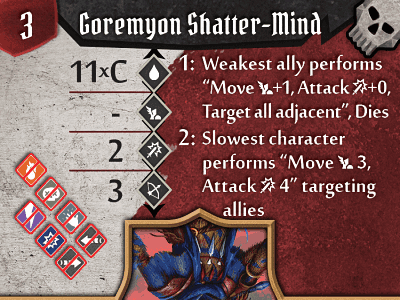 3
Goremyon Shatter-Mind
11xC
-
2
3
1: Weakest ally performs
“Move +1, Attack +0,
Target all adjacent”, Dies
2: Slowest character
performs “Move 3,
Attack 4” targeting
allies